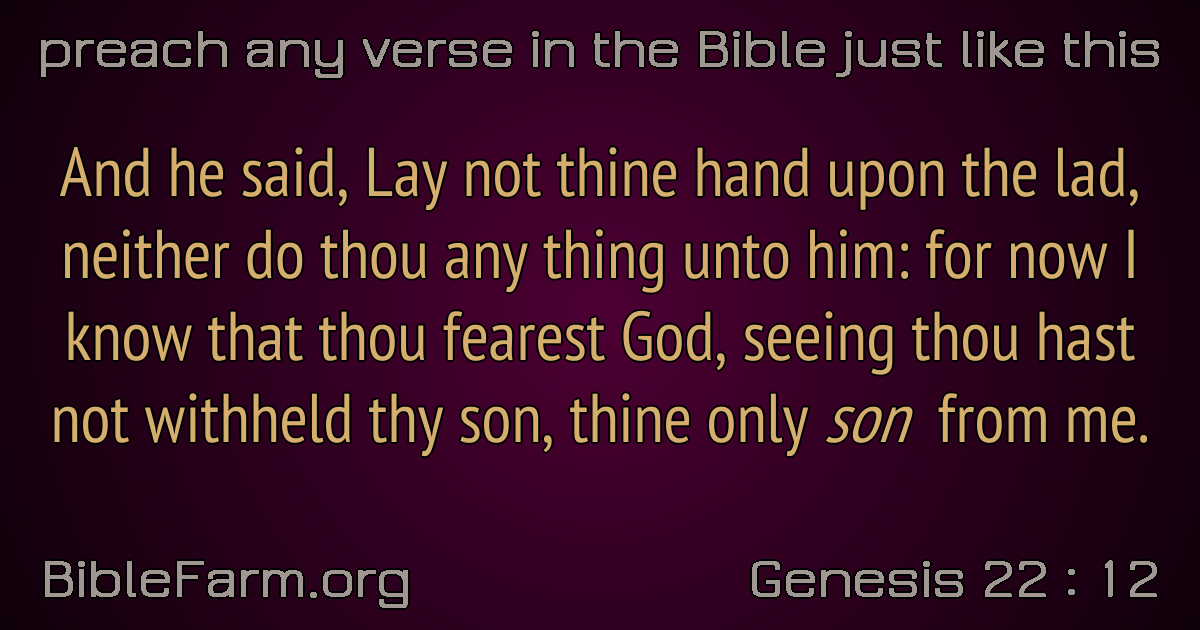 preach any verse in the Bible just like this
And he said, Lay not thine hand upon the lad,
neither do thou any thing unto him: for now I
know that thou fearest God, seeing thou hast
not withheld thy son, thine only son from me.
BibleFarm.org
Genesis 22 : 12